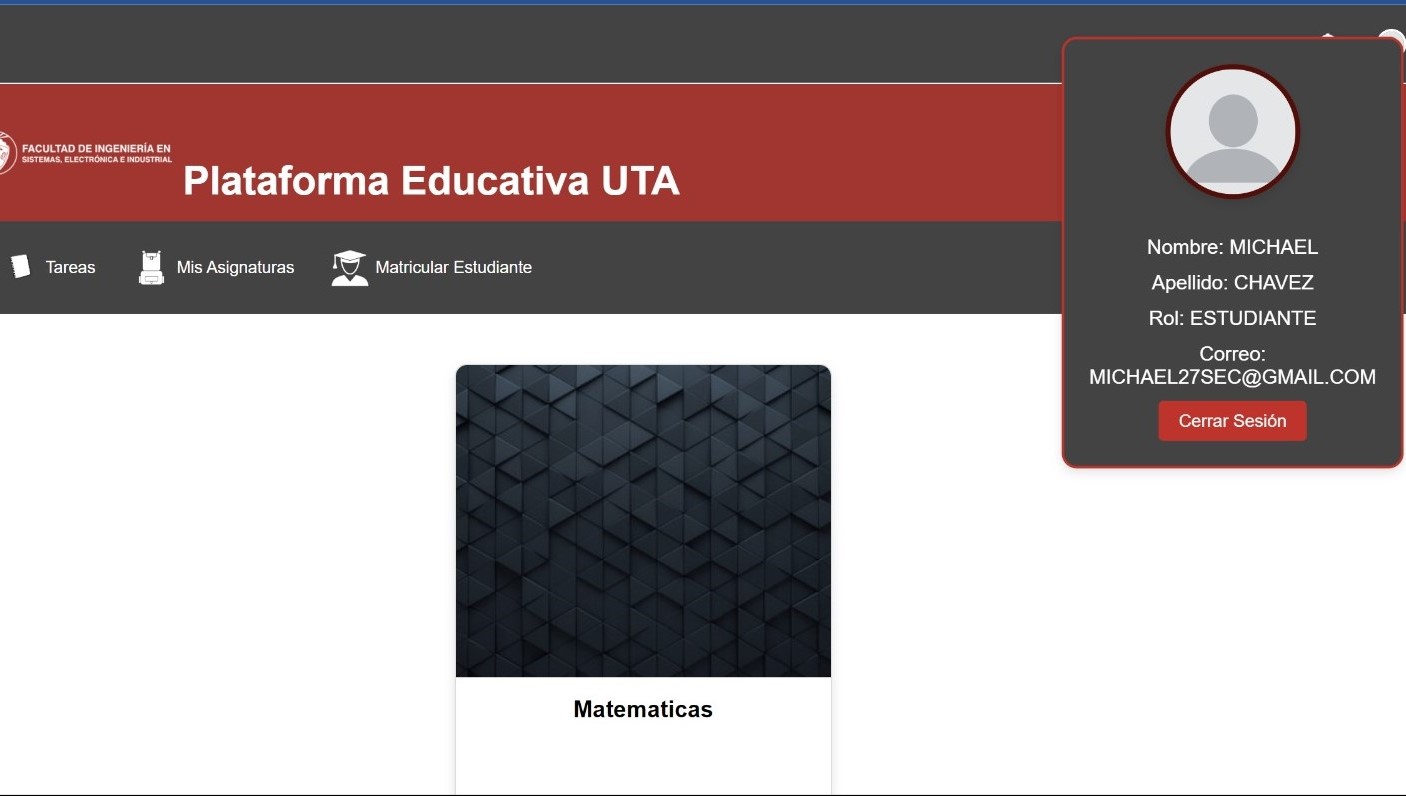 FACULTAD DE INGENIERÍA EN
SISTEMAS, ELECTRÓNICA E INDUSTRIAL
Plataforma Educativa UTA
Tareas
Mis Asignaturas
Matricular Estudiante
Nombre: MICHAEL
Apellido: CHAVEZ
Rol: ESTUDIANTE
Correo:
MICHAEL27SEC@GMAIL.COM
Cerrar Sesión
Matematicas